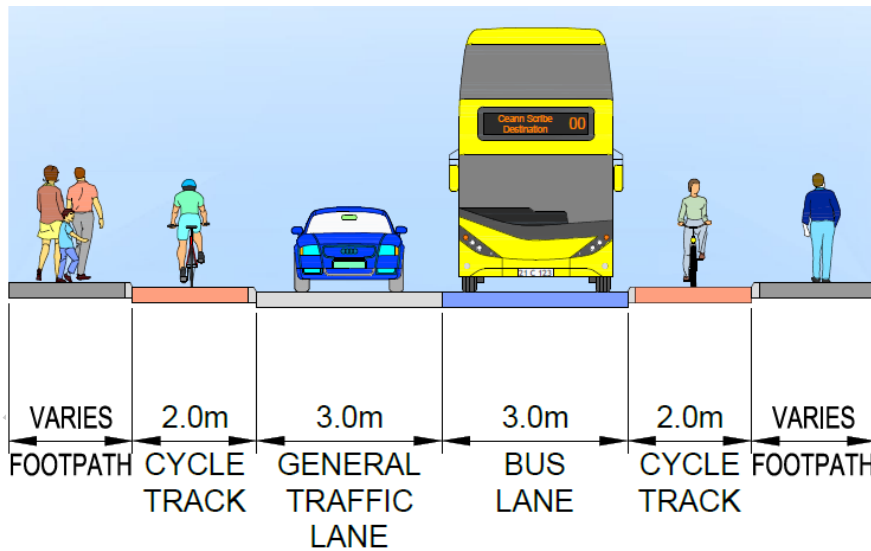 Ceann Scribe
Destination
00
21 C 123
VARIES
2.0m
3.0m
3.0m
2.0m
VARIES
FOOTPATH
CYCLE
TRACK
GENERAL
TRAFFIC
LANE
BUS
LANE
CYCLE
TRACK
FOOTPATH